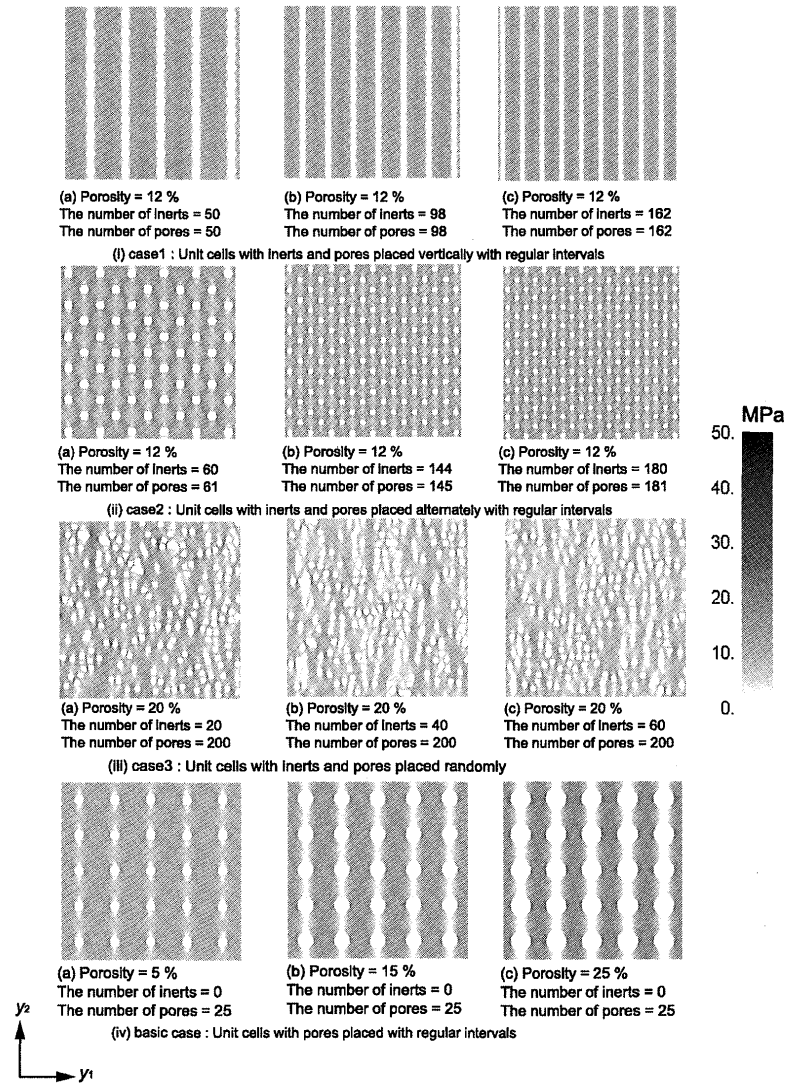 (a) Porosity = 12 %
The number of inerts = 50
The number of pores = 50
(b) Porosity = 12 %
The number of inerts = 98
The number of pores = 98
(c) Porosity = 12 %
The number of inerts = 162
The number of pores = 162
(i) case1 : Unit cells with inerts and pores placed vertically with regular intervals
(a) Porosity = 12 %
The number of inerts = 60
The number of pores = 61
(b) Porosity = 12 %
The number of inerts = 144
The number of pores = 145
(c) Porosity = 12 %
The number of inerts = 180
The number of pores = 181
(ii) case2 : Unit cells with inerts and pores placed alternately with regular intervals
(a) Porosity = 20 %
The number of inerts = 20
The number of pores = 200
(b) Porosity = 20 %
The number of inerts = 40
The number of pores = 200
(c) Porosity = 20 %
The number of inerts = 60
The number of pores = 200
(iii) case3 : Unit cells with inerts and pores placed randomly
(a) Porosity = 5 %
The number of inerts = 0
The number of pores = 25
(b) Porosity = 15 %
The number of inerts = 0
The number of pores = 25
(c) Porosity = 25 %
The number of inerts = 0
The number of pores = 25
(iv) basic case : Unit cells with pores placed with regular intervals
y2
y1
MPa
50.
40.
30.
20.
10.
0.